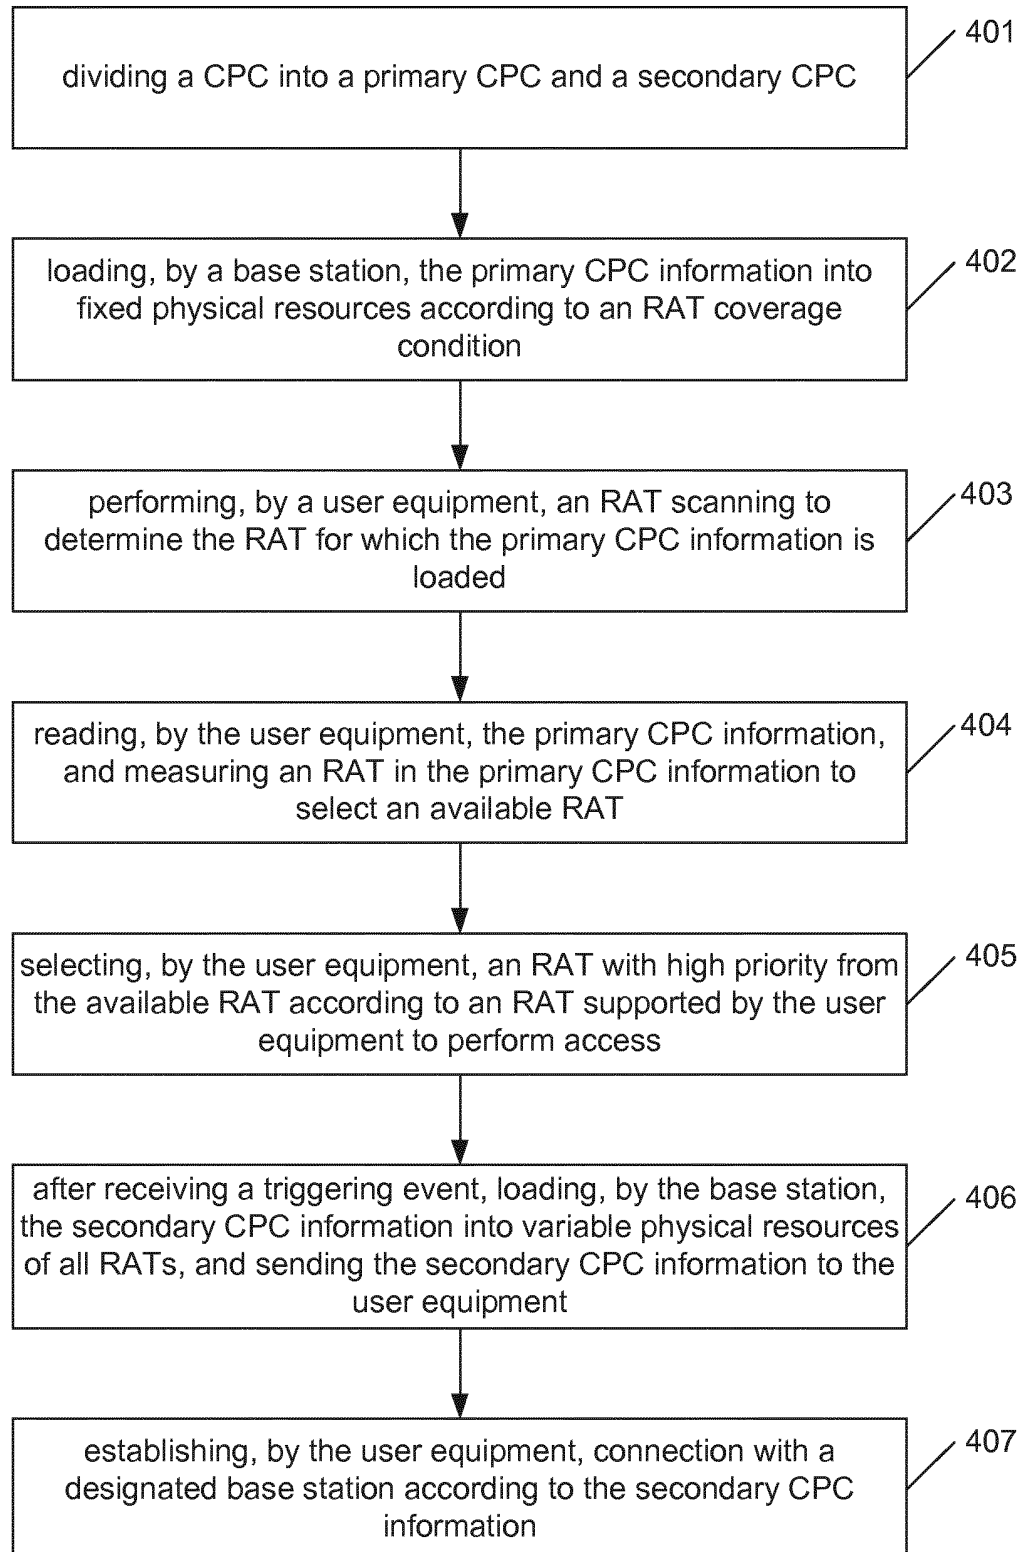 401
dividing a CPC into a primary CPC and a secondary CPC
402
loading, by a base station, the primary CPC information into
fixed physical resources according to an RAT coverage
condition
403
performing, by a user equipment, an RAT scanning to
determine the RAT for which the primary CPC information is
loaded
404
reading, by the user equipment, the primary CPC information,
and measuring an RAT in the primary CPC information to
select an available RAT
405
selecting, by the user equipment, an RAT with high priority from
the available RAT according to an RAT supported by the user
equipment to perform access
406
after receiving a triggering event, loading, by the base station,
the secondary CPC information into variable physical resources
of all RATs, and sending the secondary CPC information to the
user equipment
407
establishing, by the user equipment, connection with a
designated base station according to the secondary CPC
information